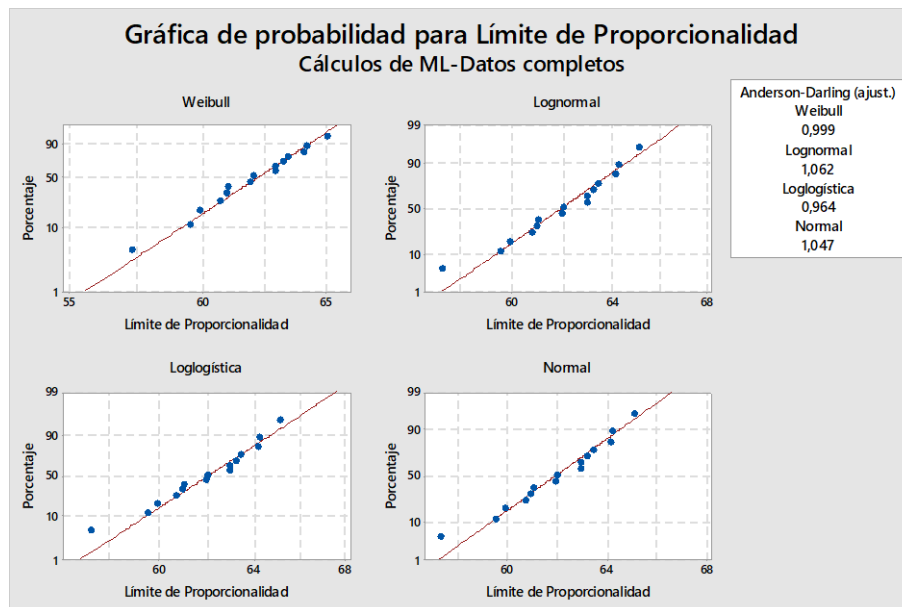 Gráfica de probabilidad para Límite de Proporcionalidad
Cálculos de ML-Datos completos
Weibull
Porcentaje
90
50
10
1
55
60
65
Límite de Proporcionalidad
Lognormal
Porcentaje
99
90
50
10
1
60
64
68
Límite de Proporcionalidad
Anderson-Darling (ajust.)
Weibull
0,999
Lognormal
1,062
Loglogística
0,964
Normal
1,047
Loglogística
Porcentaje
99
90
50
10
1
60
64
68
Límite de Proporcionalidad
Normal
Porcentaje
99
90
50
10
1
60
64
68
Límite de Proporcionalidad